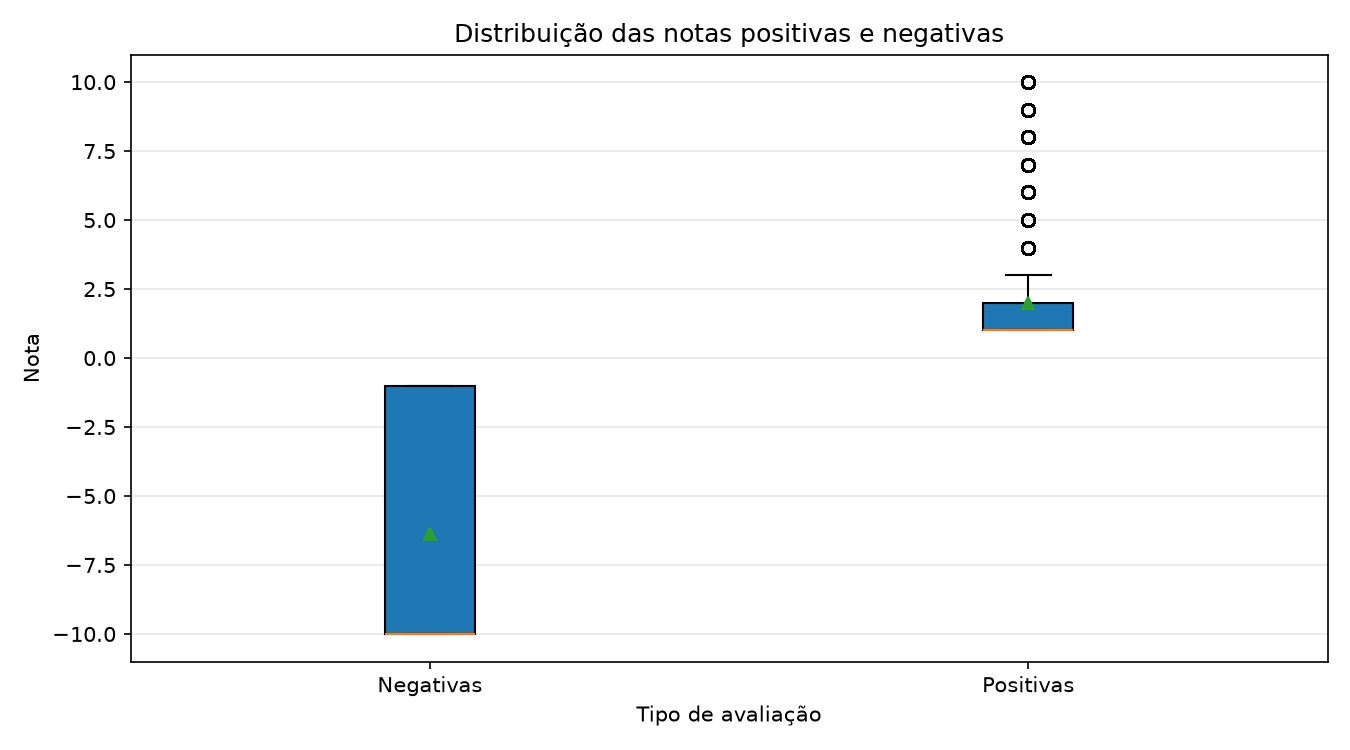 Distribuição das notas positivas e negativas
10.0
7.5
5.0
2.5
0.0
−2.5
−5.0
−7.5
−10.0
Nota
Negativas Positivas
Tipo de avaliação